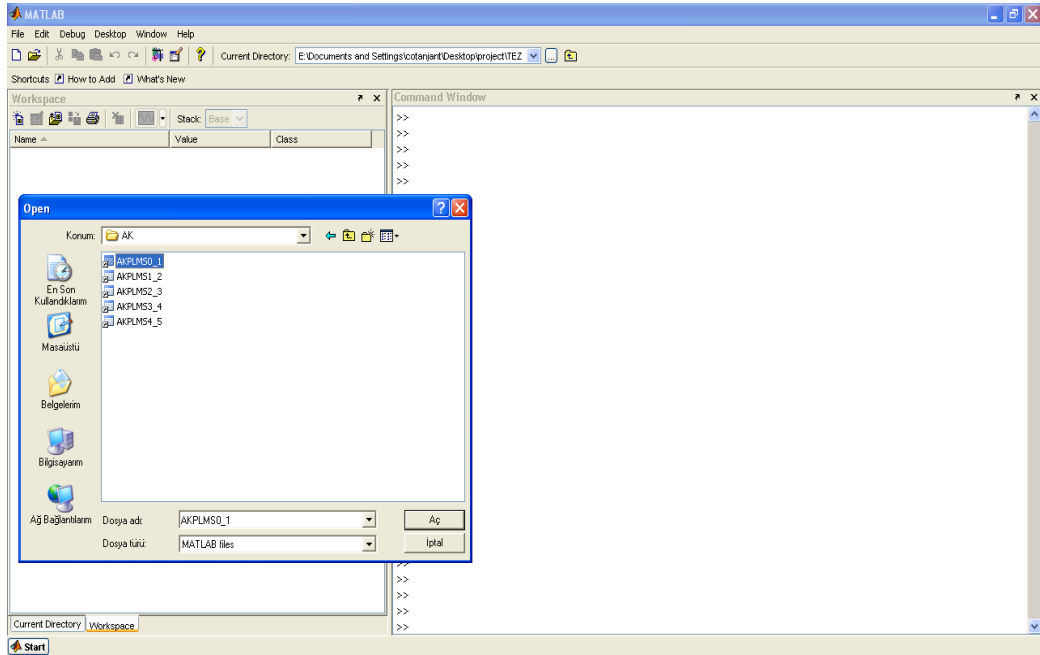 MATLAB
File Edit Debug Desktop Window Help
Current Directory: E:\Documents and Settings\cotanjant\Desktop\project\TEZ
Shortcuts How to Add What's New
Workspace
Stack: Base
Name Value Class
Command Window
>>
>>
>>
>>
>>
Open
Konum: AK
En Son Kullandıklarım
Masaüstü
Belgelerim
Bilgisayarım
Ağ Bağlantılarım
AKPLMS0_1
AKPLMS1_2
AKPLMS2_3
AKPLMS3_4
AKPLMS4_5
Dosya adı: AKPLMS0_1 Aç
Dosya türü: MATLAB files İptal
>>
>>
>>
>>
>>
Current Directory Workspace
Start